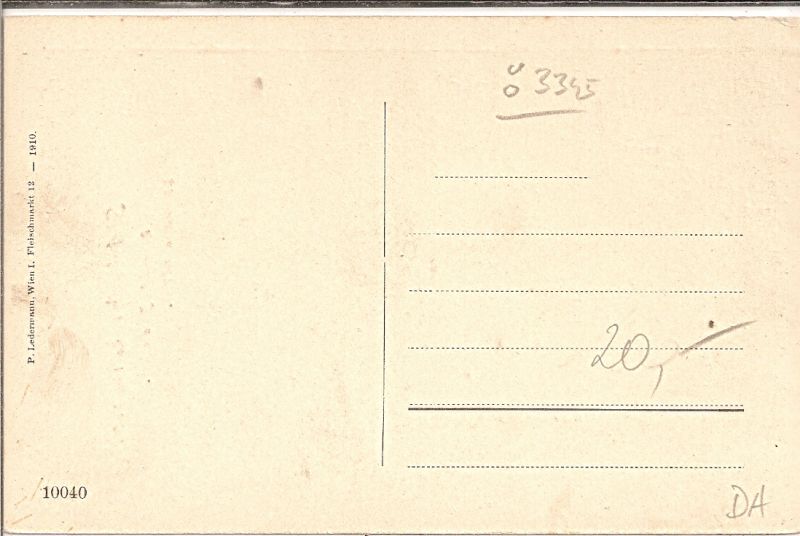 ŏ 3345
P. Ledermann, Wien I. Fleischmarkt 12 — 1910.
20,—
10040
DA